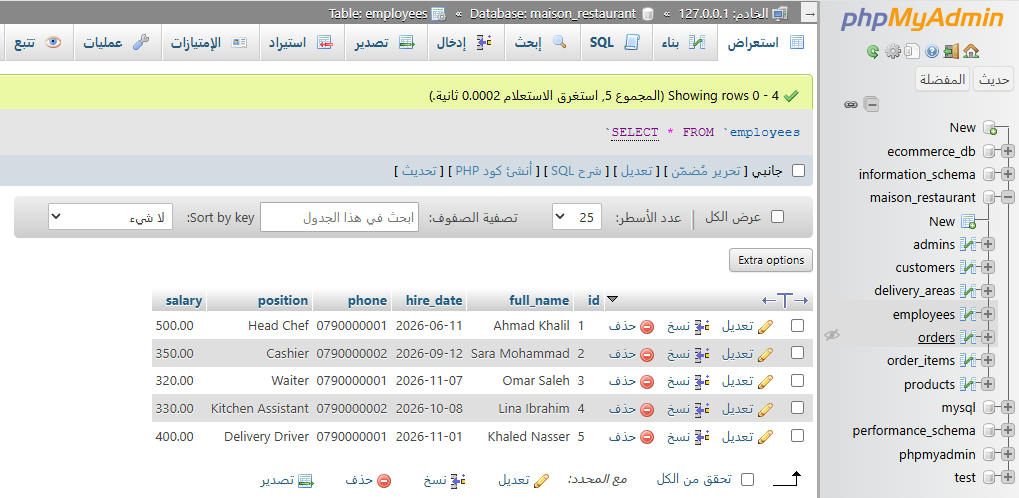 phpMyAdmin
الخادم: 127.0.0.1 » Database: maison_restaurant » Table: employees
استعراض
بناء
SQL
إبحث
إدخال
تصدير
استيراد
الإمتيازات
عمليات
تتبع
حديث
المفضلة
New
ecommerce_db
information_schema
maison_restaurant
New
admins
customers
delivery_areas
employees
orders
order_items
products
mysql
performance_schema
phpmyadmin
test
Showing rows 0 - 4 (المجموع 5, استغرق الاستعلام 0.0002 ثانية.)
`SELECT * FROM `employees
جانبي [ تحرير مُضمّن ] [ تعديل ] [ شرح SQL ] [ أنشئ كود PHP ] [ تحديث ]
عرض الكل
عدد الأسطر: 25
تصفية الصفوف: ابحث في هذا الجدول
Sort by key: لا شيء
Extra options
id full_name hire_date phone position salary
تعديل نسخ حذف 1 Ahmad Khalil 2026-06-11 0790000001 Head Chef 500.00
تعديل نسخ حذف 2 Sara Mohammad 2026-09-12 0790000002 Cashier 350.00
تعديل نسخ حذف 3 Omar Saleh 2026-11-07 0790000001 Waiter 320.00
تعديل نسخ حذف 4 Lina Ibrahim 2026-10-08 0790000002 Kitchen Assistant 330.00
تعديل نسخ حذف 5 Khaled Nasser 2026-11-01 0790000001 Delivery Driver 400.00
تحقق من الكل مع المحدد: تعديل نسخ حذف تصدير